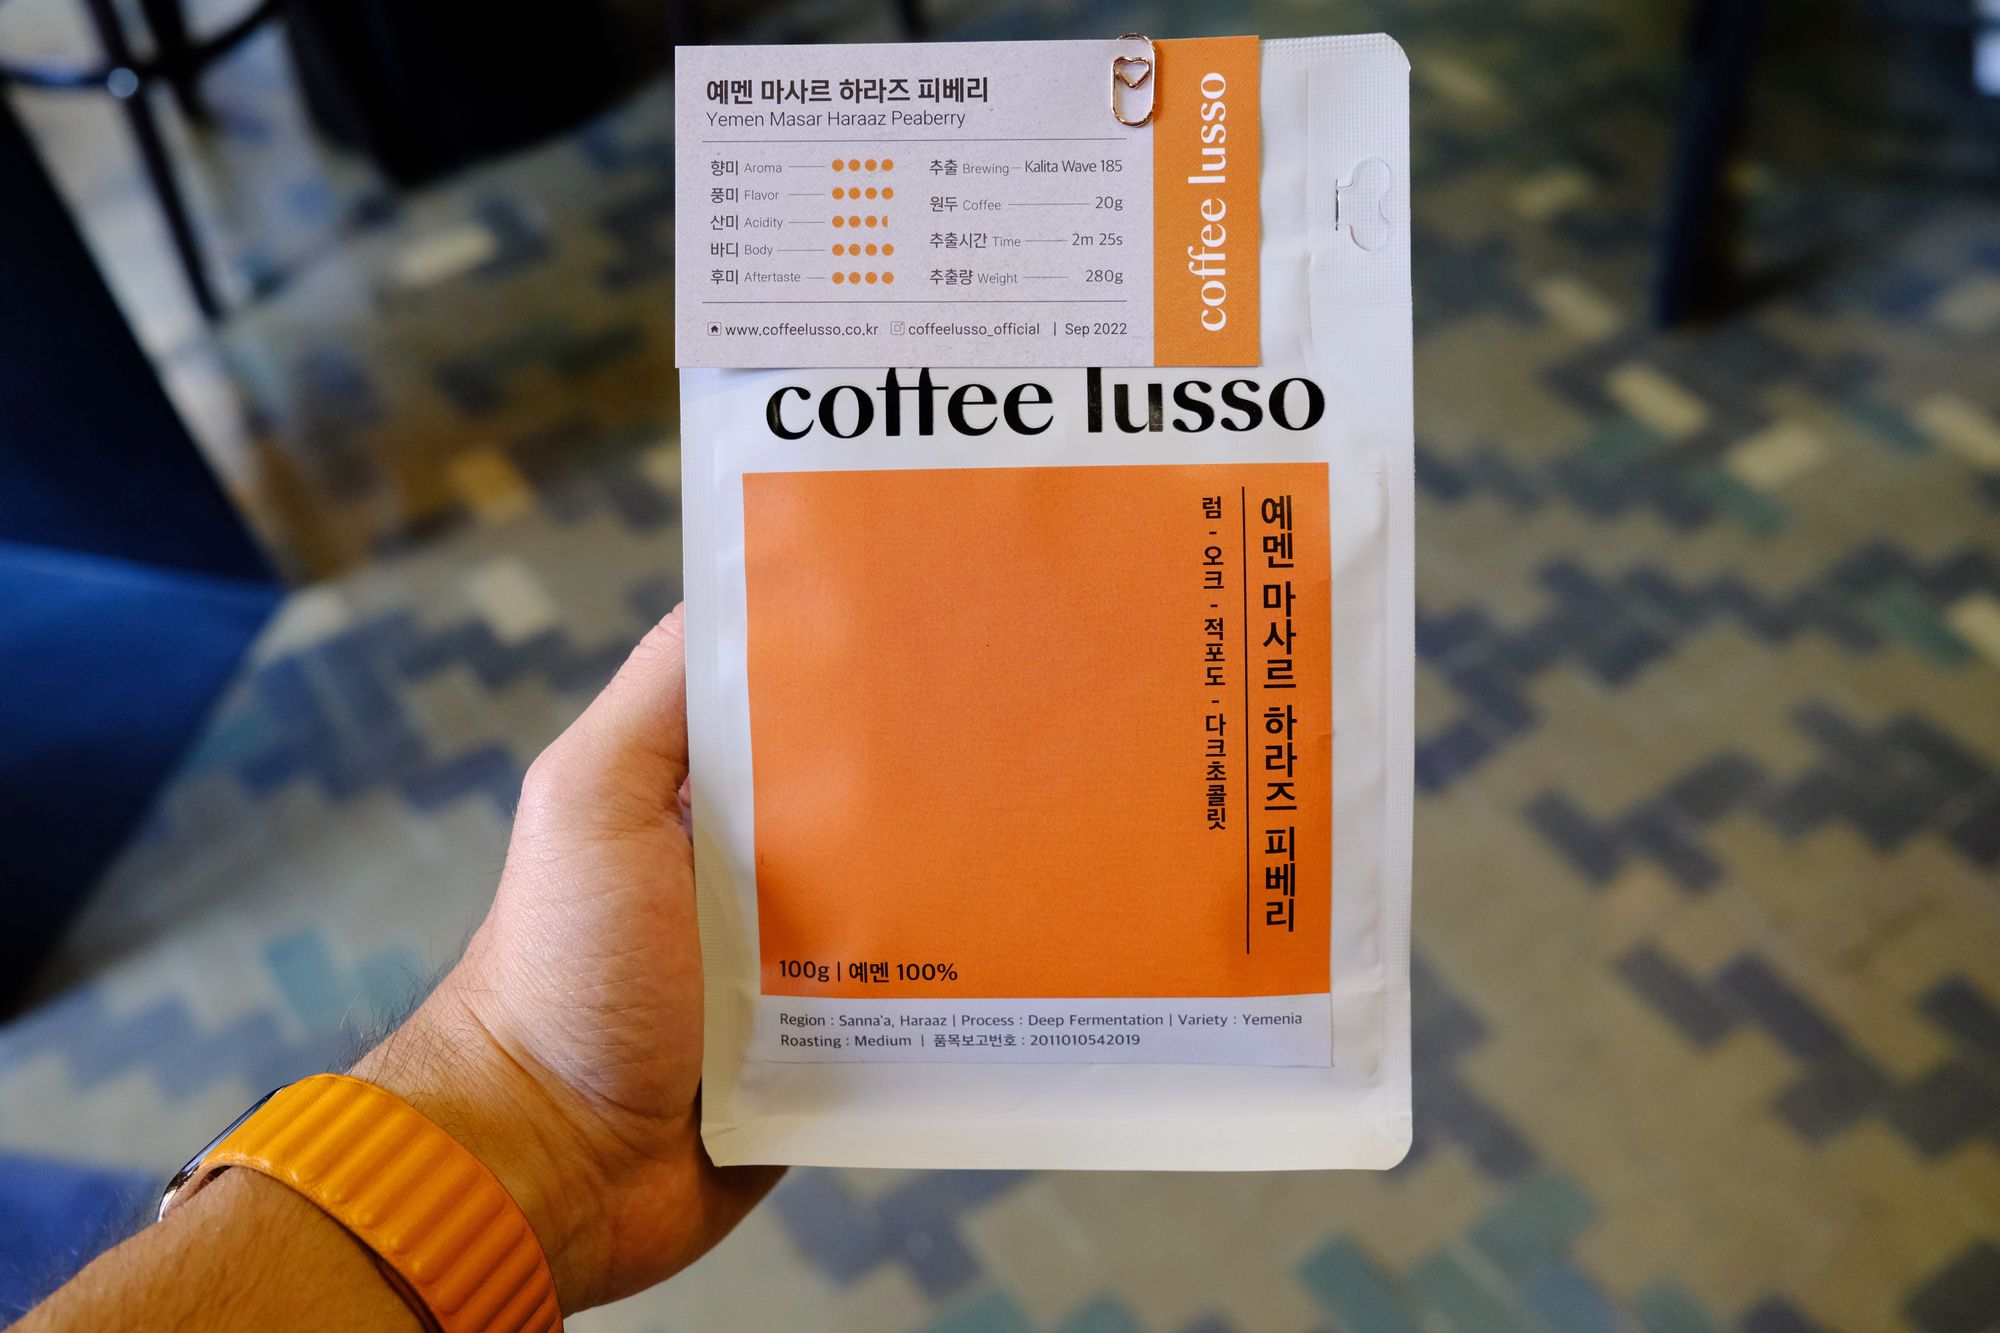 예멘 마사르 하라즈 피베리
Yemen Masar Haraaz Peaberry
향미 Aroma
풍미 Flavor
산미 Acidity
바디 Body
후미 Aftertaste
추출 Brewing Kalita Wave 185
원두 Coffee 20g
추출시간 Time 2m 25s
추출량 Weight 280g
www.coffeelusso.co.kr coffeelusso_official | Sep 2022
coffee lusso
coffee lusso
예멘 마사르 하라즈 피베리
럼 - 오크 - 적포도 - 다크초콜릿
100g | 예멘 100%
Region : Sanna'a, Haraaz | Process : Deep Fermentation | Variety : Yemenia
Roasting : Medium | 품목보고번호 : 2011010542019